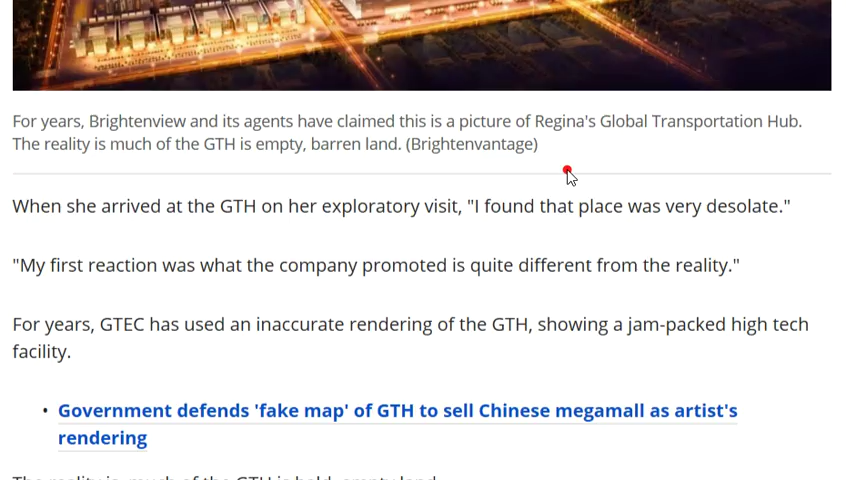 For years, Brightenview and its agents have claimed this is a picture of Regina's Global Transportation Hub.
The reality is much of the GTH is empty, barren land. (Brightenvantage)
When she arrived at the GTH on her exploratory visit, "I found that place was very desolate."
"My first reaction was what the company promoted is quite different from the reality."
For years, GTEC has used an inaccurate rendering of the GTH, showing a jam-packed high tech
facility.
• Government defends 'fake map' of GTH to sell Chinese megamall as artist's
rendering